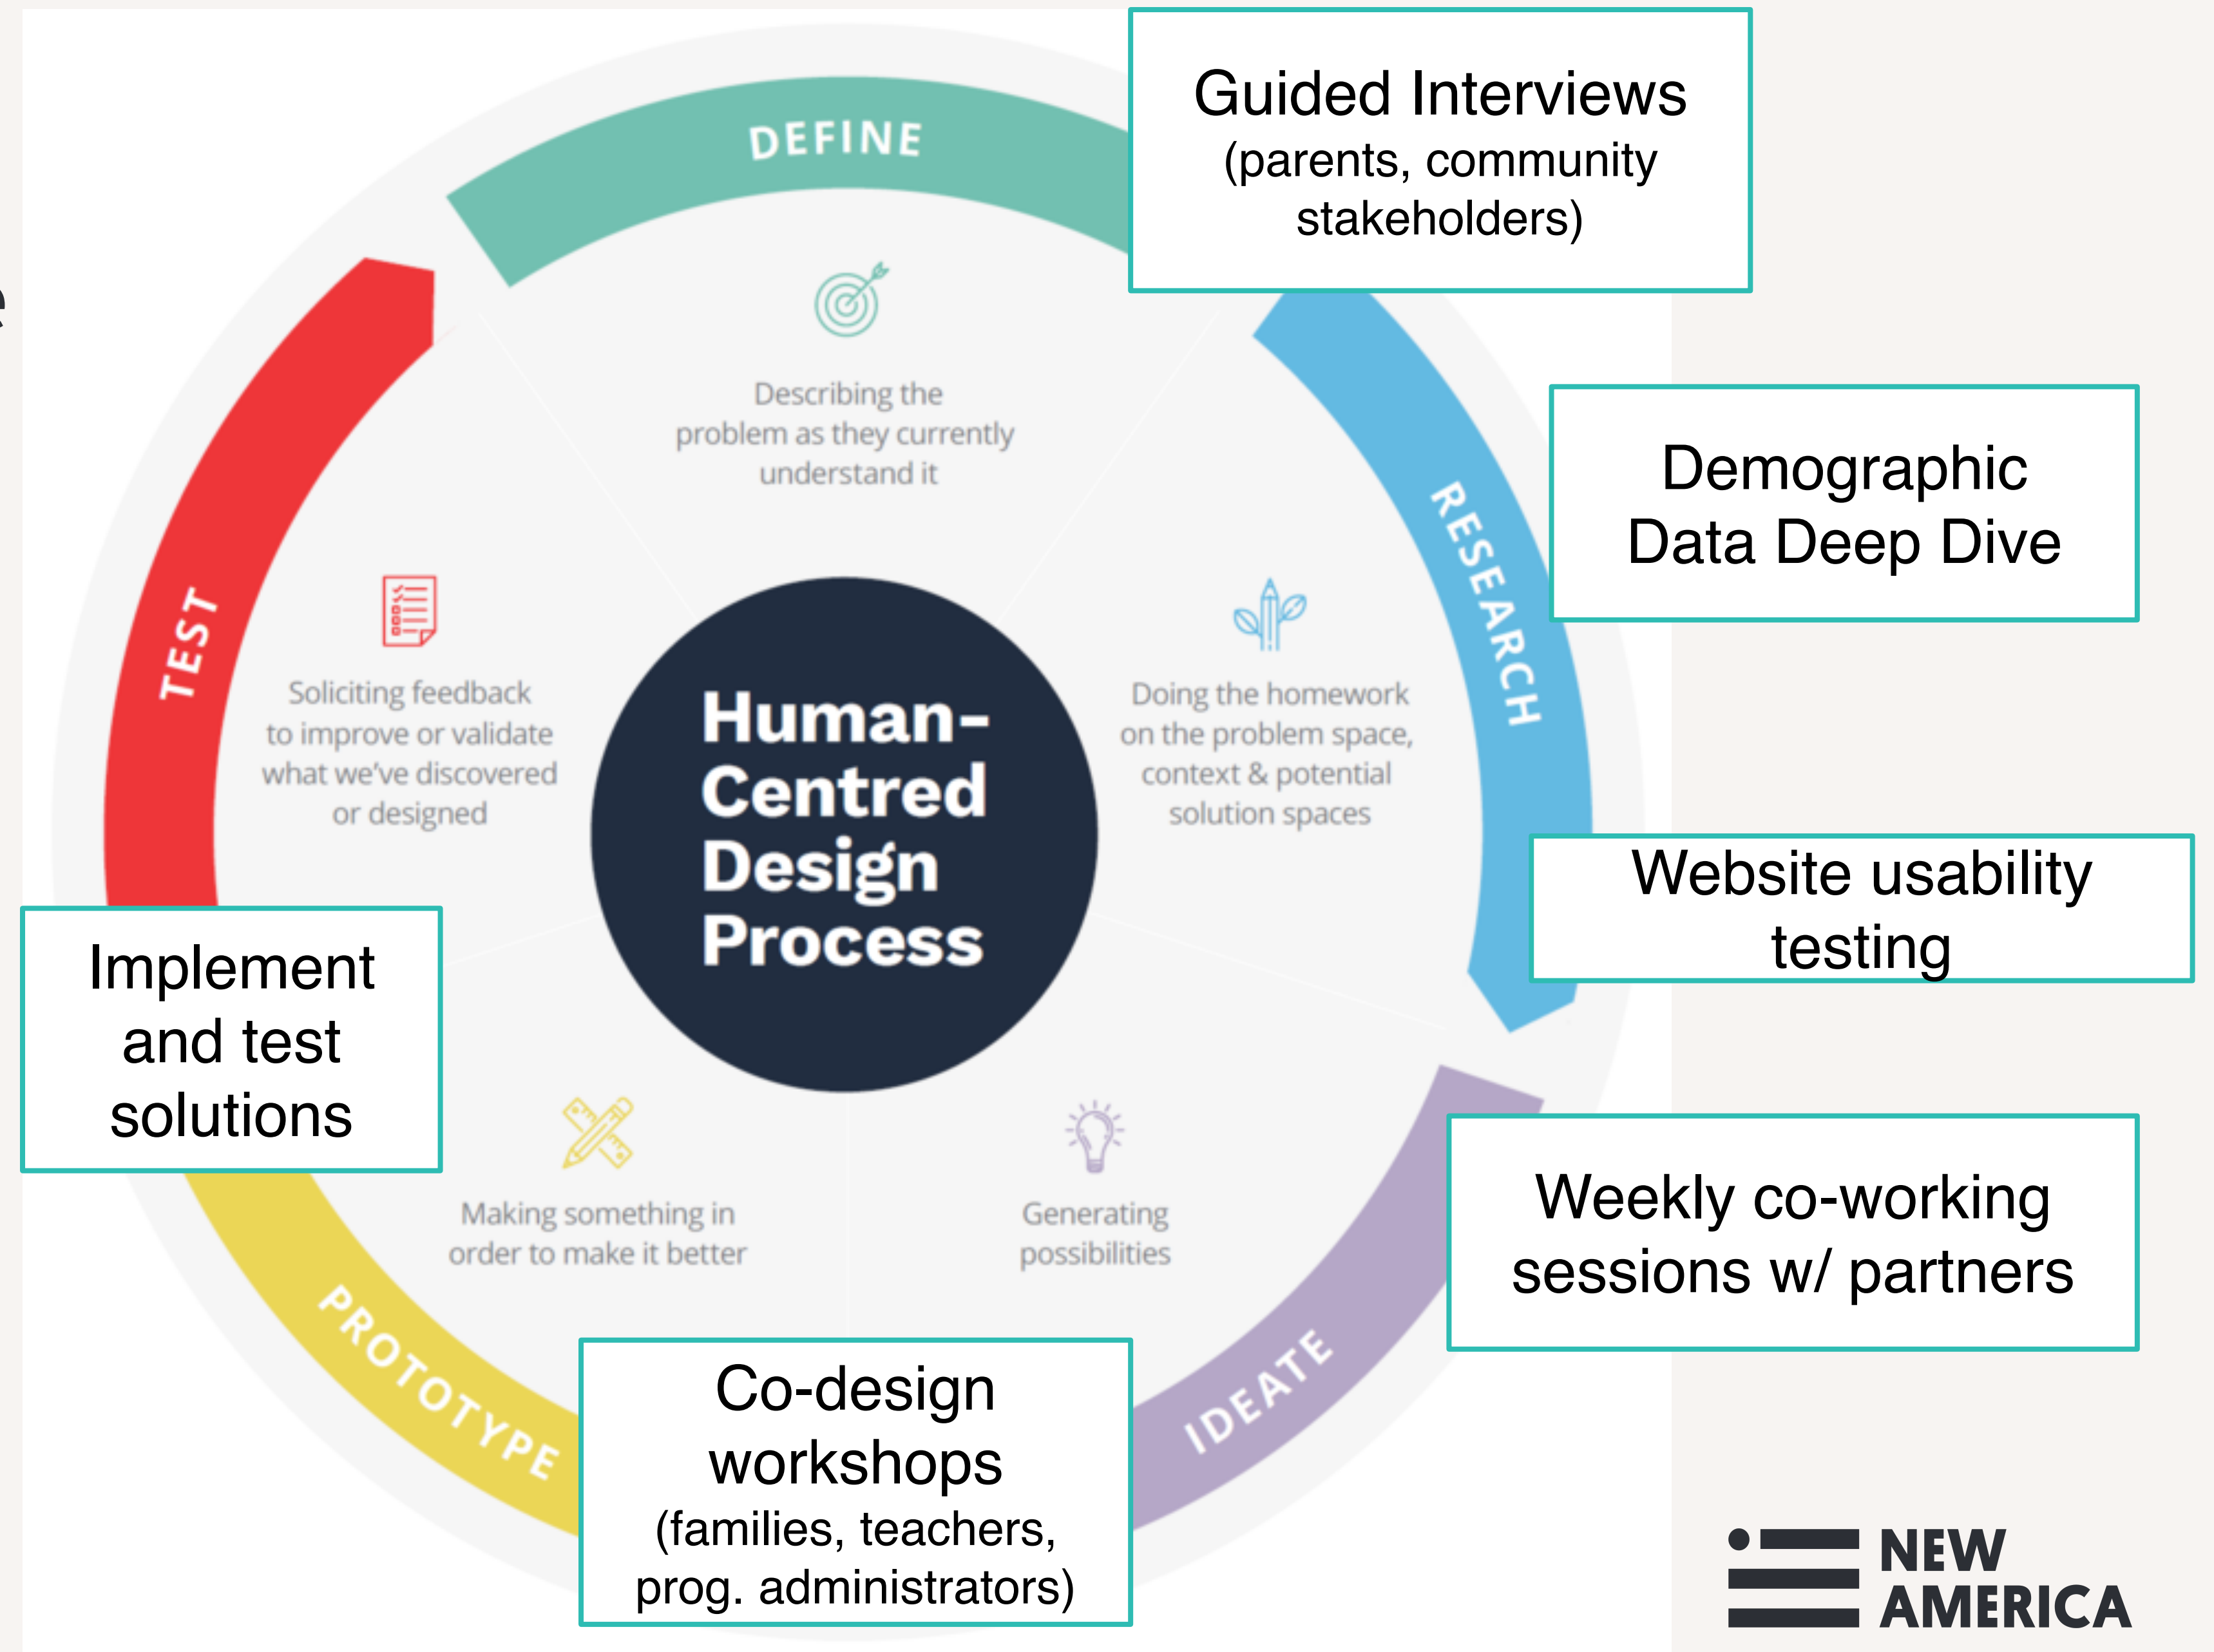 e
DEFINE
Guided Interviews
(parents, community
stakeholders)
Describing the
problem as they currently
understand it
RESEARCH
Demographic
Data Deep Dive
TEST
Soliciting feedback
to improve or validate
what we've discovered
or designed
Human-
Centred
Design
Process
Doing the homework
on the problem space,
context & potential
solution spaces
Website usability
testing
Implement
and test
solutions
Making something in
order to make it better
Generating
possibilities
Weekly co-working
sessions w/ partners
PROTOTYPE
IDEATE
Co-design
workshops
(families, teachers,
prog. administrators)
NEW
AMERICA